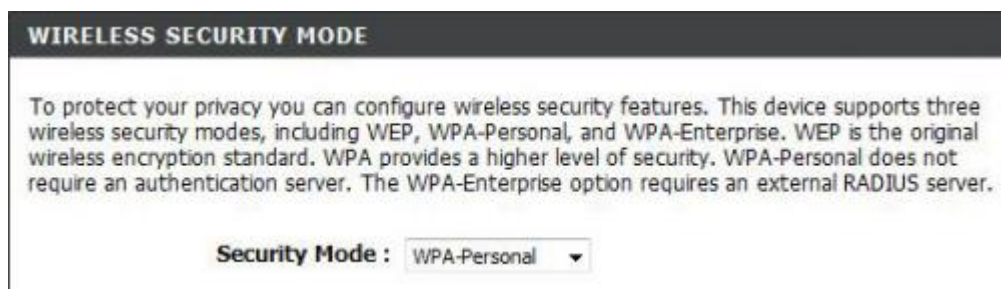 WIRELESS SECURITY MODE
To protect your privacy you can configure wireless security features. This device supports three
wireless security modes, including WEP, WPA-Personal, and WPA-Enterprise. WEP is the original
wireless encryption standard. WPA provides a higher level of security. WPA-Personal does not
require an authentication server. The WPA-Enterprise option requires an external RADIUS server.
Security Mode : WPA-Personal